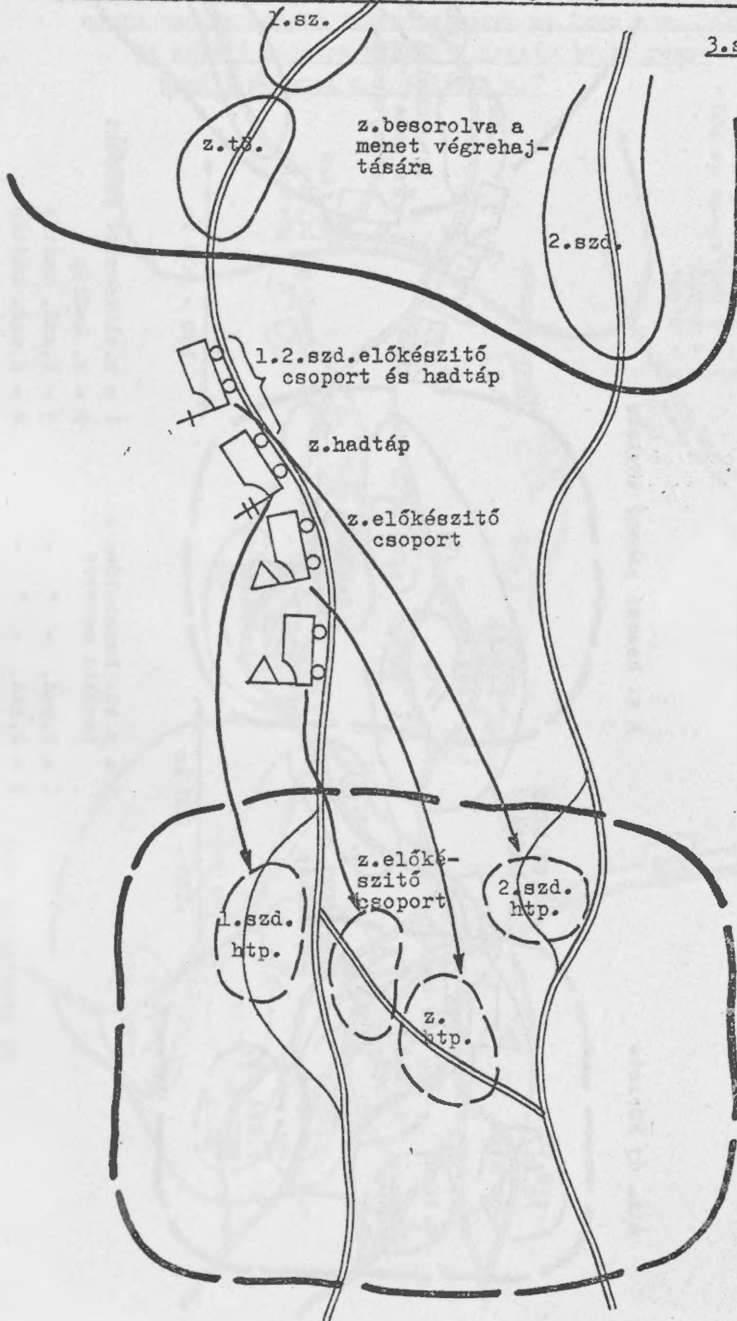 1.sz.
3.s
z.tö.
z.besorolva a
menet végrehaj-
tására
2.szd.
1.2.szd.előkészitő
csoport és hadtáp
z.hadtáp
z.előkészitő
csoport
z.előké-
szitő
csoport
1.szd.
htp.
2.szd.
htp.
z.
htp.